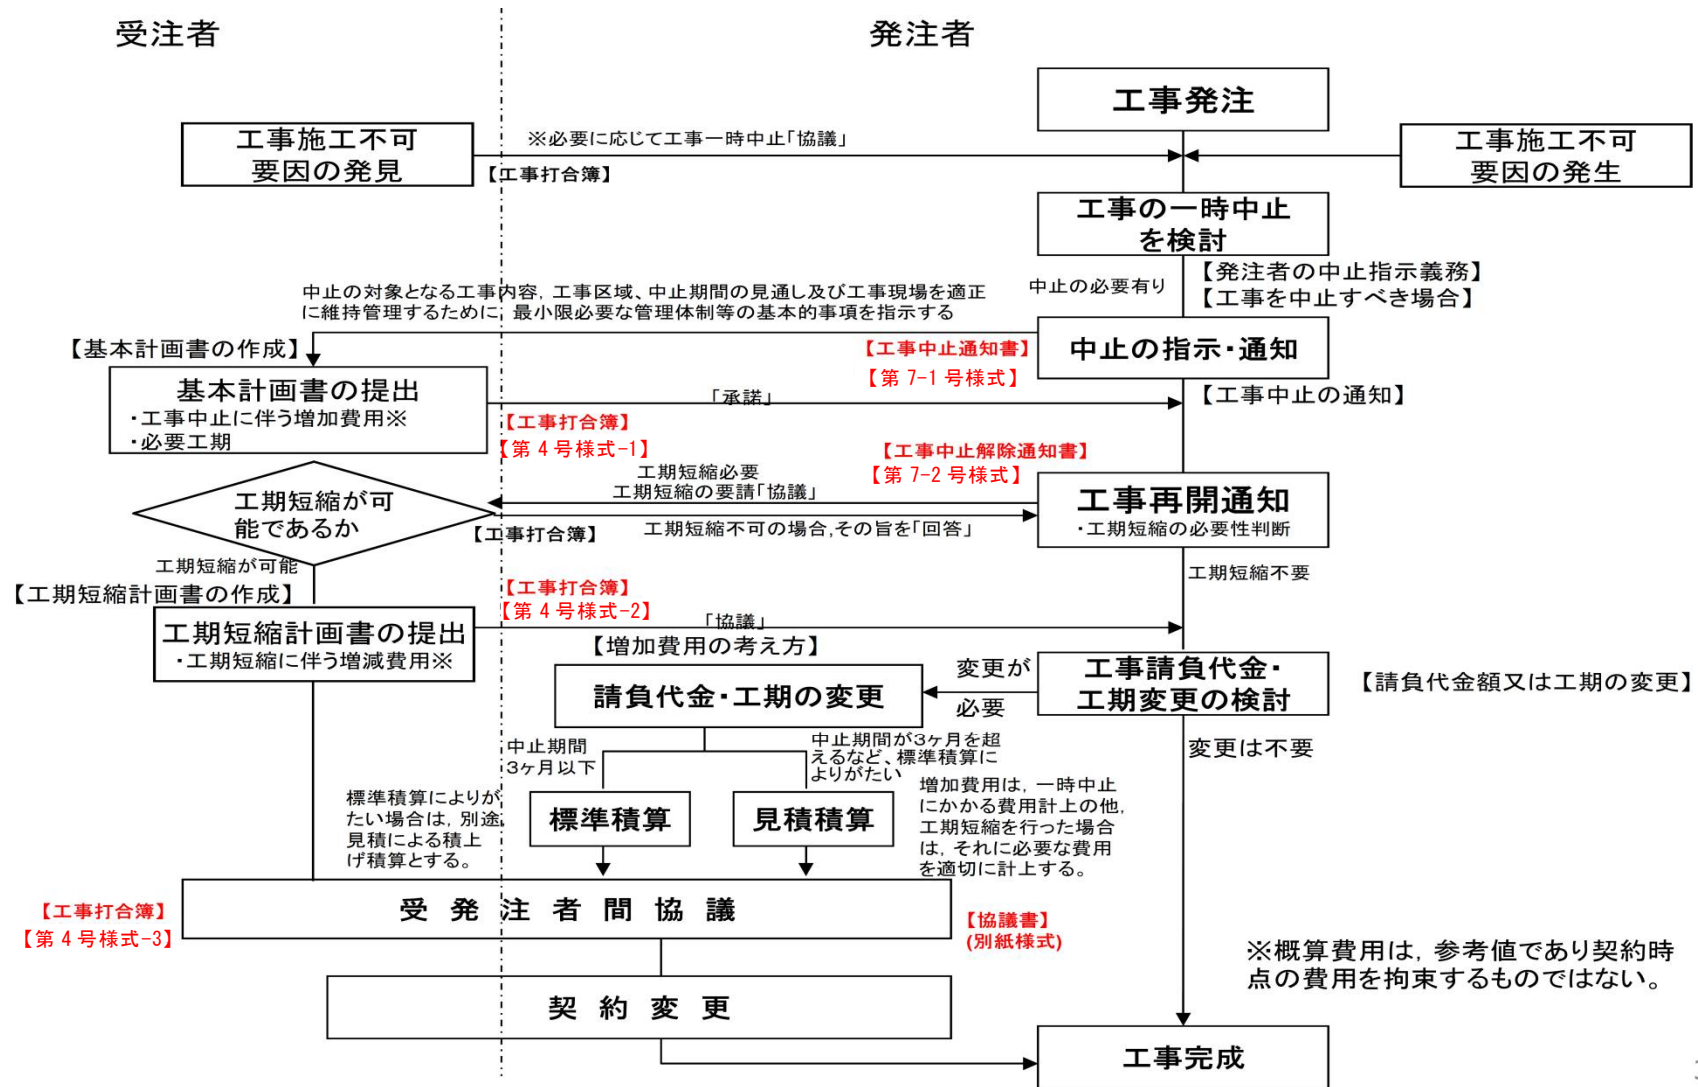 受注者
発注者
工事発注
工事施工不可
要因の発見
※必要に応じて工事一時中止「協議」
【工事打合簿】
工事施工不可
要因の発生
工事の一時中止
を検討
中止の必要有り
【発注者の中止指示義務】
【工事を中止すべき場合】
中止の対象となる工事内容，工事区域、中止期間の見通し及び工事現場を適正
に維持管理するために，最小限必要な管理体制等の基本的事項を指示する
【基本計画書の作成】
【工事中止通知書】
【第 7-1 号様式】
中止の指示・通知
【工事中止の通知】
基本計画書の提出
・工事中止に伴う増加費用※
・必要工期
「承諾」
【工事打合簿】
【第 4 号様式-1】
【工事中止解除通知書】
【第 7-2 号様式】
工期短縮必要
工期短縮の要請「協議」
工期短縮が可
能であるか
工事再開通知
・工期短縮の必要性判断
【工事打合簿】
工期短縮不可の場合，その旨を「回答」
工期短縮が可能
工期短縮不要
【工期短縮計画書の作成】
【工事打合簿】
【第 4 号様式-2】
工期短縮計画書の提出
・工期短縮に伴う増減費用※
「協議」
【増加費用の考え方】
請負代金・工期の変更
変更が
必要
工事請負代金・
工期変更の検討
【請負代金額又は工期の変更】
変更は不要
中止期間
3ヶ月以下
中止期間が3ヶ月を超
えるなど、標準積算に
よりがたい
標準積算によりが
たい場合は，別途，
見積による積上
げ積算とする。
標準積算
見積積算
増加費用は，一時中止
にかかる費用計上の他，
工期短縮を行った場合
は，それに必要な費用
を適切に計上する。
受発注者間協議
【工事打合簿】
【第 4 号様式-3】
【協議書】
(別紙様式)
※概算費用は，参考値であり契約時
点の費用を拘束するものではない。
契約変更
工事完成